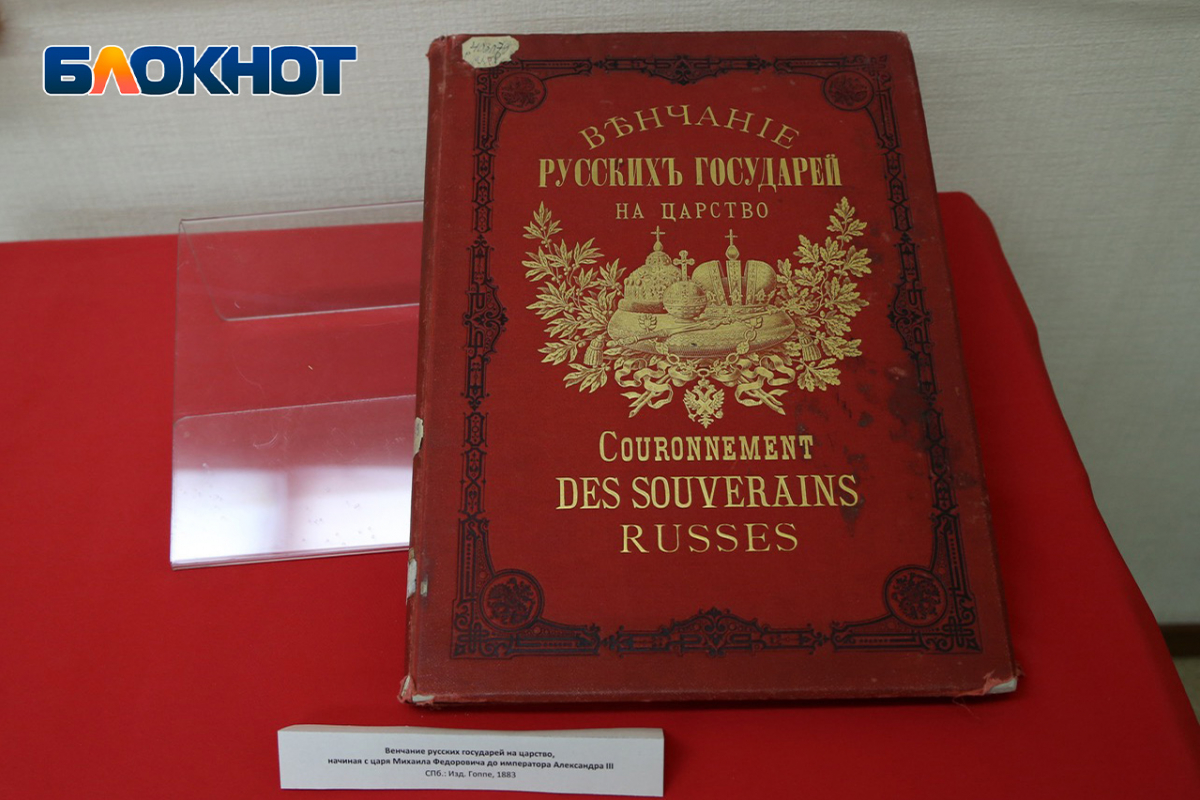 БЛОКНОТ
ВѢНЧАНІЕ
РУССКИХЪ ГОСУДАРЕЙ
НА ЦАРСТВО
COURONNEMENT
DES SOUVERAINS
RUSSES
Венчание русских государей на царство,
начиная с царя Михаила Федоровича до императора Александра III
СПб.: Изд. Гоппе, 1883